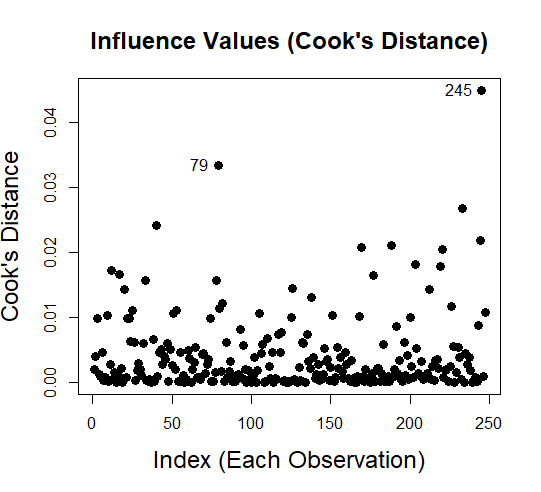 Influence Values (Cook's Distance)
245
79
Cook's Distance
0.04
0.03
0.02
0.01
0.00
0 50 100 150 200 250
Index (Each Observation)